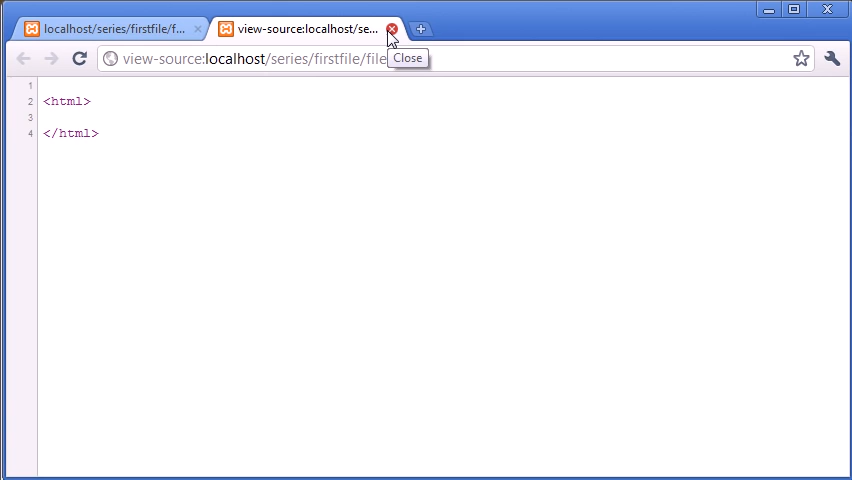 localhost/series/firstfile/f...
view-source:localhost/se...
view-source:localhost/series/firstfile/file
Close
1
2 <html>
3
4 </html>